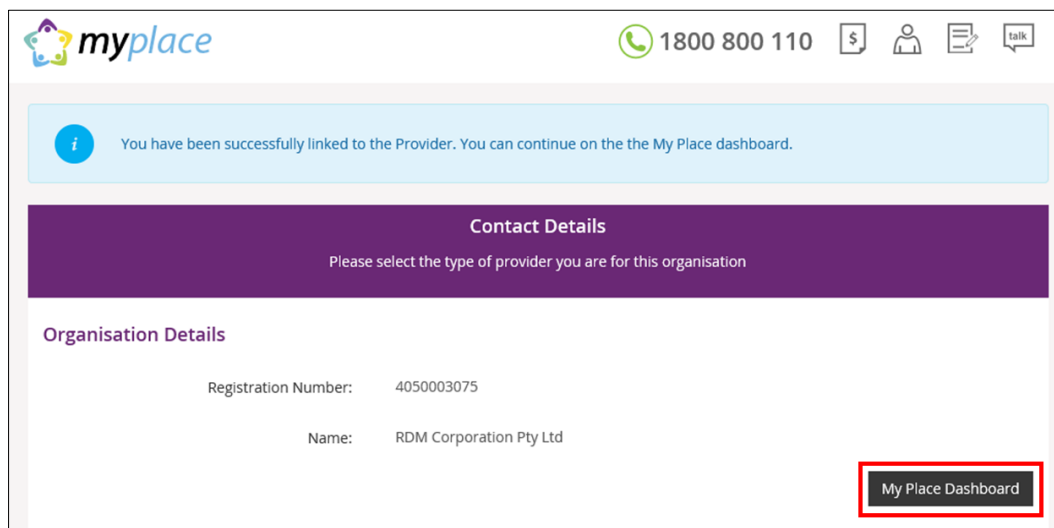 myplace
1800 800 110
$
talk
i
You have been successfully linked to the Provider. You can continue on the the My Place dashboard.
Contact Details
Please select the type of provider you are for this organisation
Organisation Details
Registration Number: 4050003075
Name: RDM Corporation Pty Ltd
My Place Dashboard